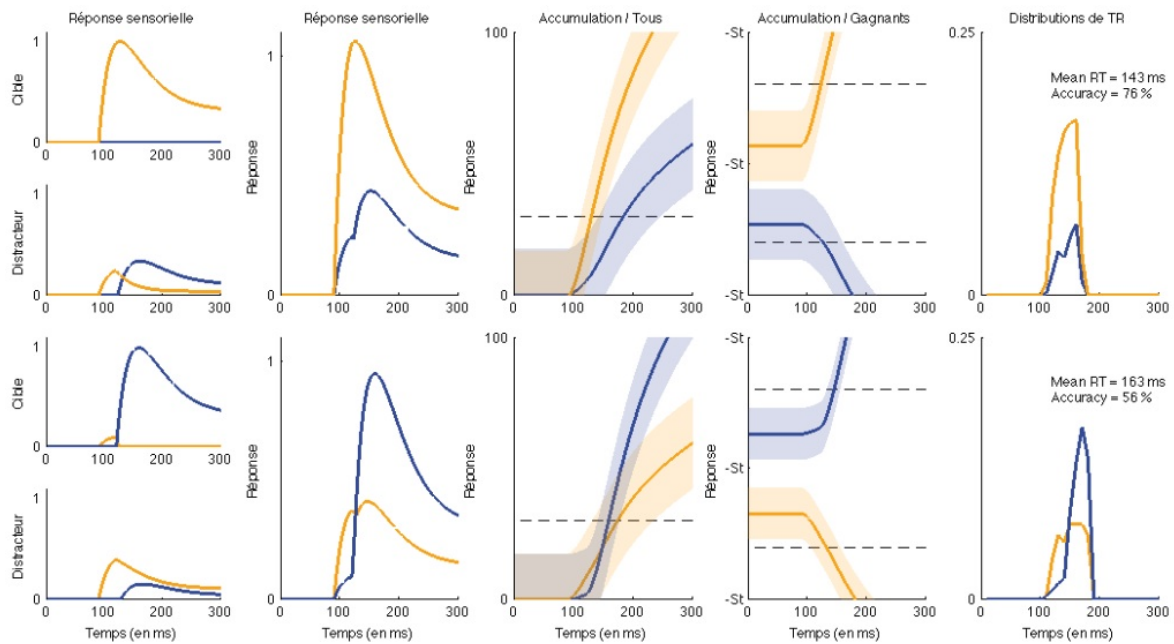 Réponse sensorielle
Réponse sensorielle
Accumulation / Tous
Accumulation / Gagnants
Distributions de TR
Cible
1
0
0 100 200 300
Distracteur
1
0
0 100 200 300
Réponse
1
0
0 100 200 300
Réponse
100
0
0 100 200 300
Réponse
-St
-St
-St
0 100 200 300
0.25
0
0 100 200 300
Mean RT = 143 ms
Accuracy = 76 %
Cible
1
0
0 100 200 300
Distracteur
1
0
0 100 200 300
Temps (en ms)
Réponse
1
0
0 100 200 300
Temps (en ms)
Réponse
100
0
0 100 200 300
Temps (en ms)
Réponse
-St
-St
-St
0 100 200 300
Temps (en ms)
0.25
0
0 100 200 300
Temps (en ms)
Mean RT = 163 ms
Accuracy = 56 %